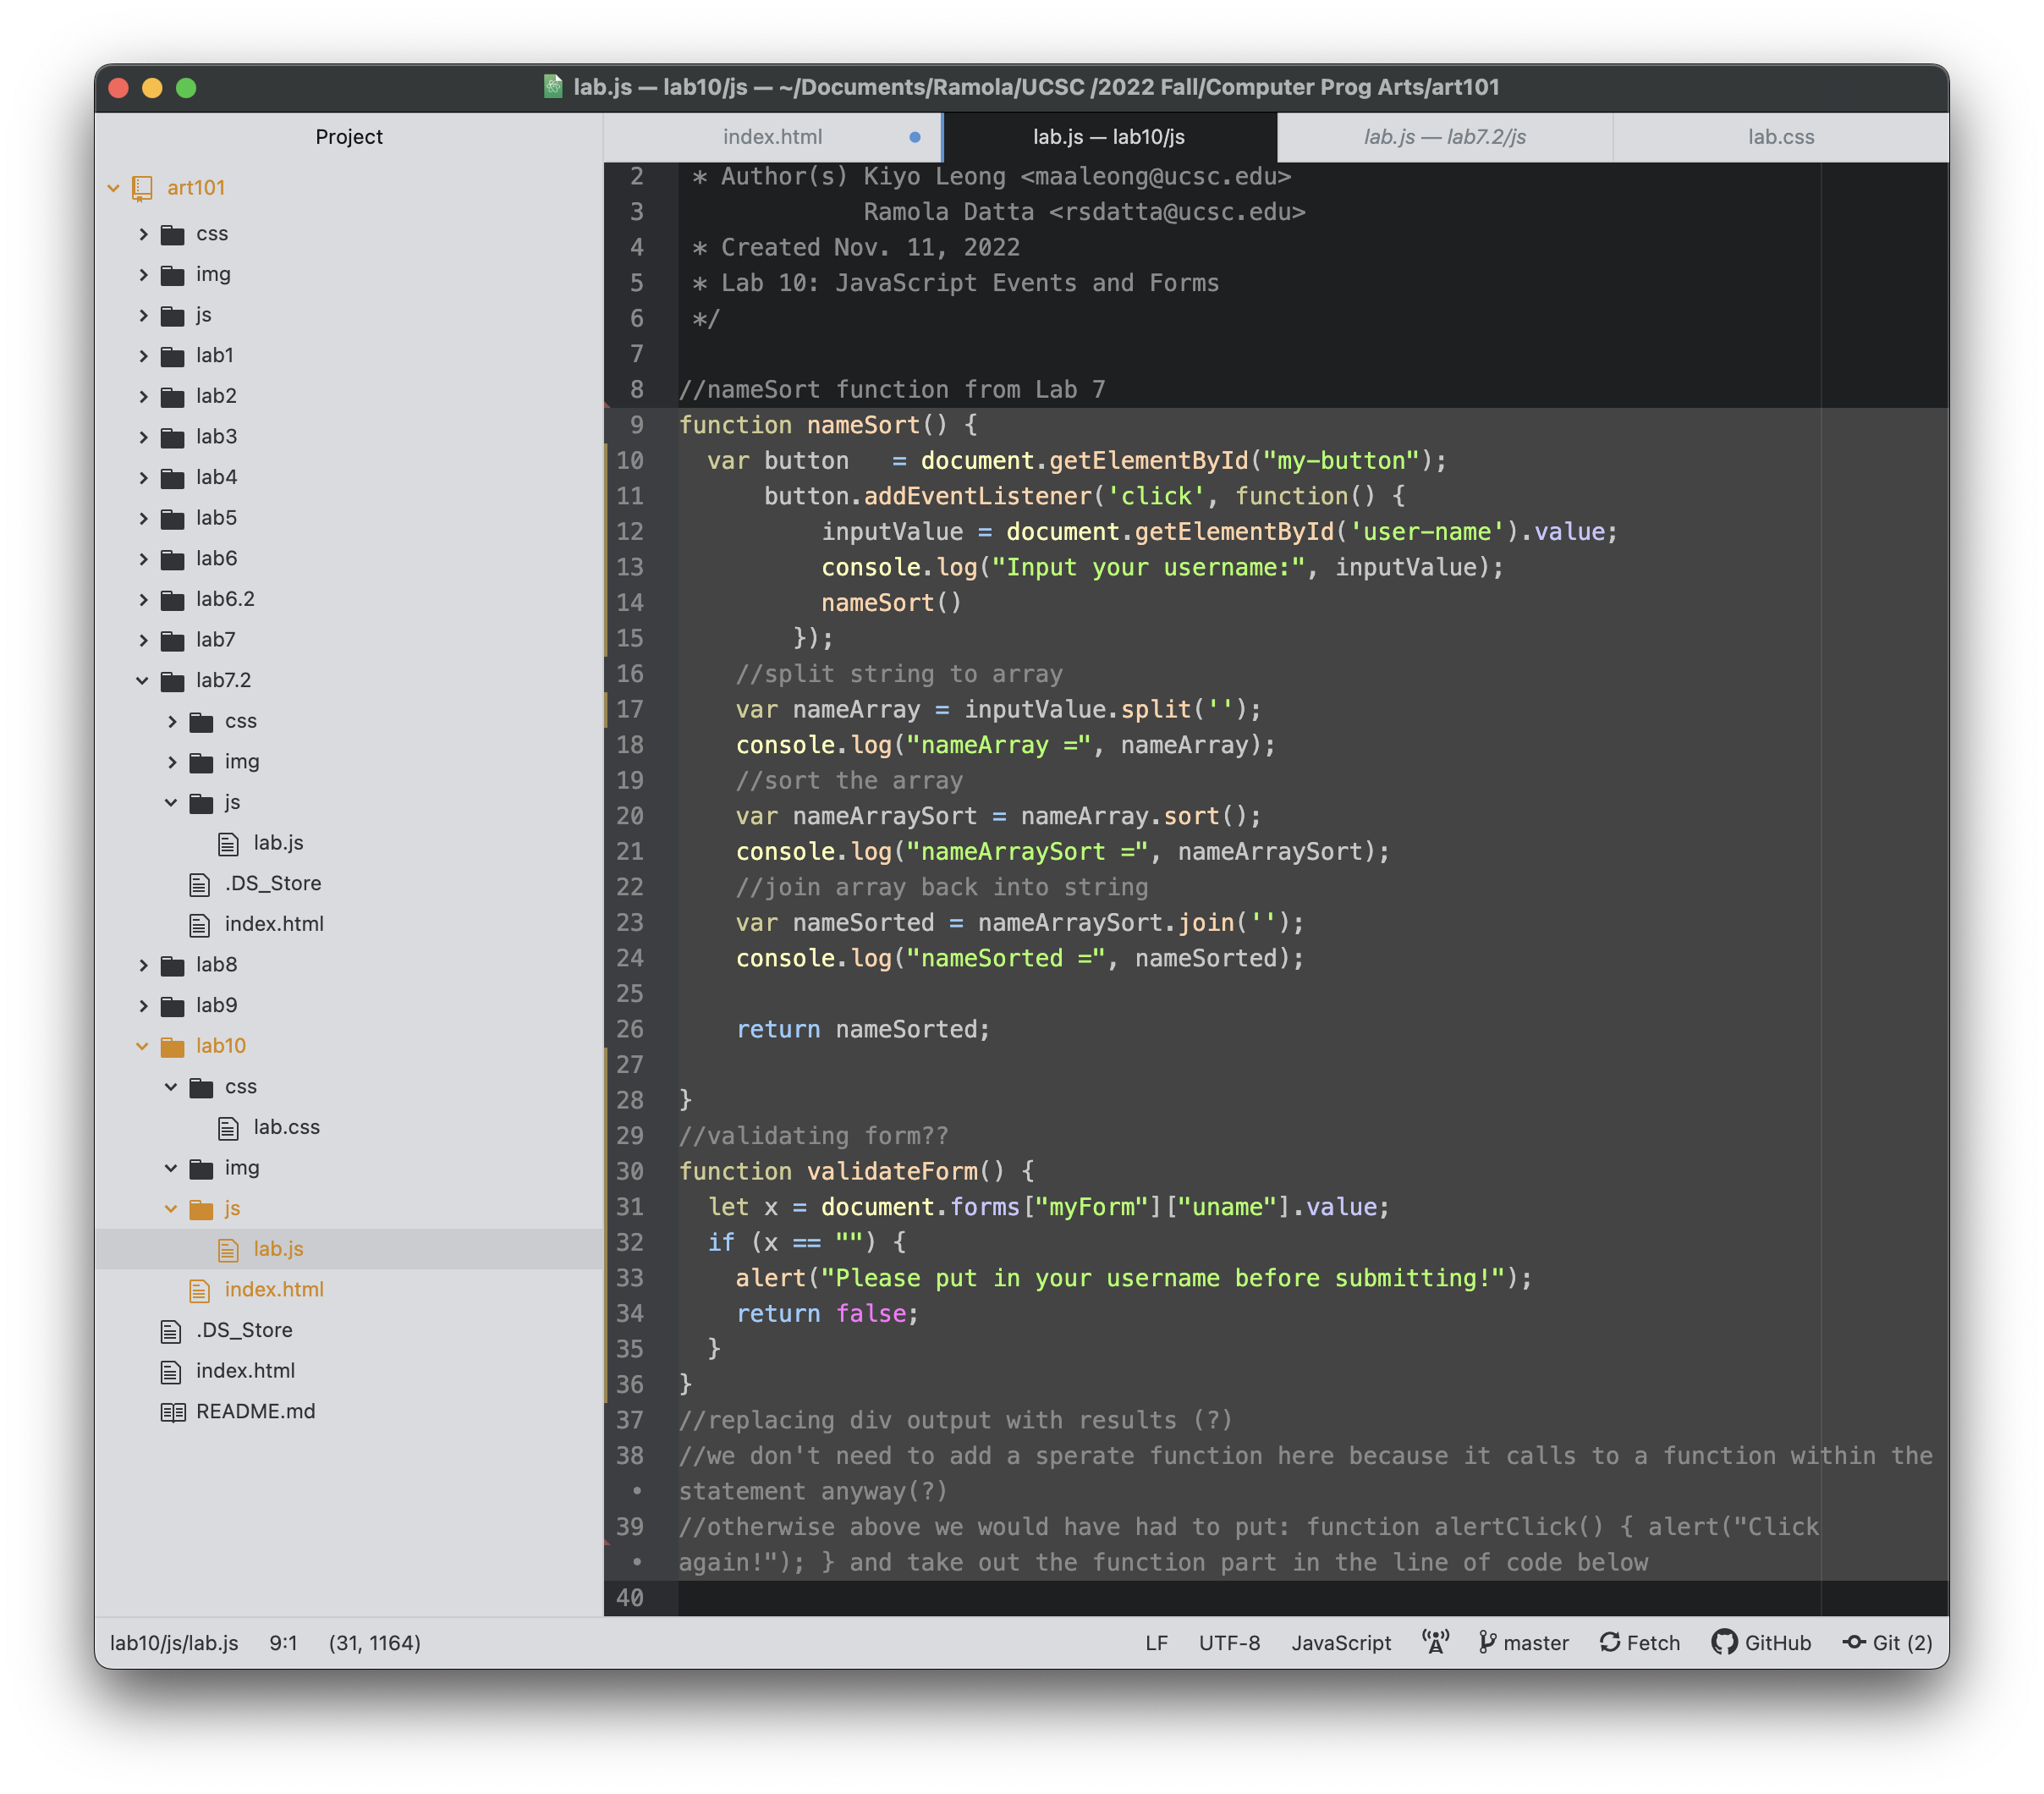 lab.js — lab10/js — ~/Documents/Ramola/UCSC /2022 Fall/Computer Prog Arts/art101
Project
index.html
lab.js — lab10/js
lab.js — lab7.2/js
lab.css
art101
css
img
js
lab1
lab2
lab3
lab4
lab5
lab6
lab6.2
lab7
lab7.2
css
img
js
lab.js
.DS_Store
index.html
lab8
lab9
lab10
css
lab.css
img
js
lab.js
index.html
.DS_Store
index.html
README.md
2 * Author(s) Kiyo Leong <maaleong@ucsc.edu>
3 Ramola Datta <rsdatta@ucsc.edu>
4 * Created Nov. 11, 2022
5 * Lab 10: JavaScript Events and Forms
6 */
7
8 //nameSort function from Lab 7
9 function nameSort() {
10 var button   = document.getElementById("my-button");
11 button.addEventListener('click', function() {
12 inputValue = document.getElementById('user-name').value;
13 console.log("Input your username:", inputValue);
14 nameSort()
15 });
16 //split string to array
17 var nameArray = inputValue.split('');
18 console.log("nameArray =", nameArray);
19 //sort the array
20 var nameArraySort = nameArray.sort();
21 console.log("nameArraySort =", nameArraySort);
22 //join array back into string
23 var nameSorted = nameArraySort.join('');
24 console.log("nameSorted =", nameSorted);
25
26 return nameSorted;
27
28 }
29 //validating form??
30 function validateForm() {
31 let x = document.forms["myForm"]["uname"].value;
32 if (x == "") {
33 alert("Please put in your username before submitting!");
34 return false;
35 }
36 }
37 //replacing div output with results (?)
38 //we don't need to add a sperate function here because it calls to a function within the
• statement anyway(?)
39 //otherwise above we would have had to put: function alertClick() { alert("Click
• again!"); } and take out the function part in the line of code below
40
lab10/js/lab.js 9:1 (31, 1164) LF UTF-8 JavaScript master Fetch GitHub Git (2)